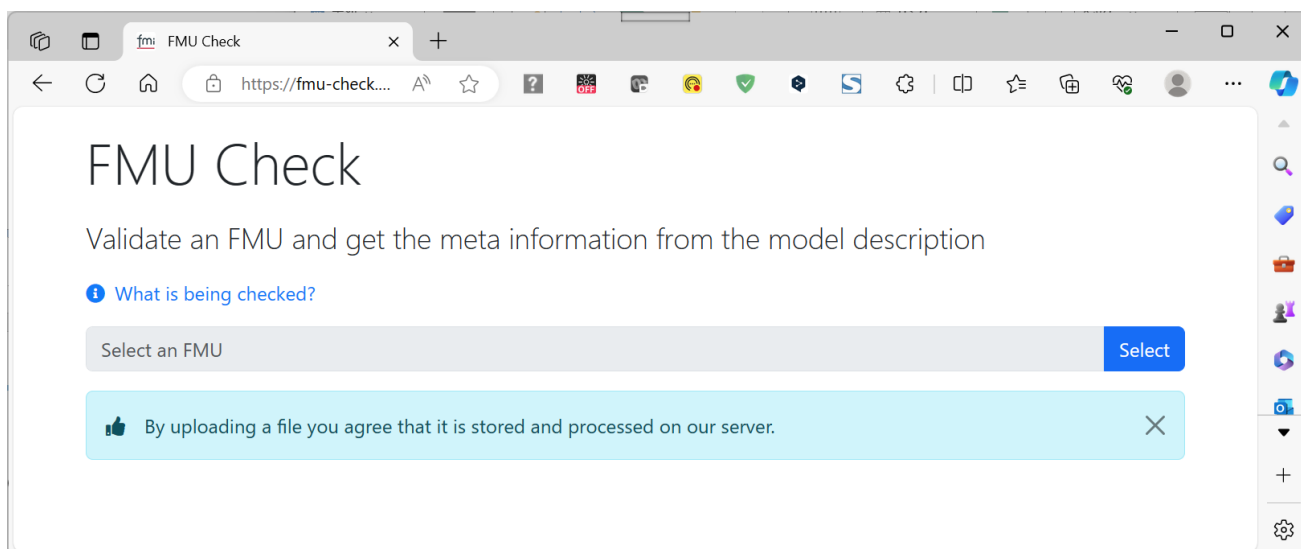 fmi FMU Check
https://fmu-check....
OFF
FMU Check
Validate an FMU and get the meta information from the model description
What is being checked?
Select an FMU
Select
By uploading a file you agree that it is stored and processed on our server.